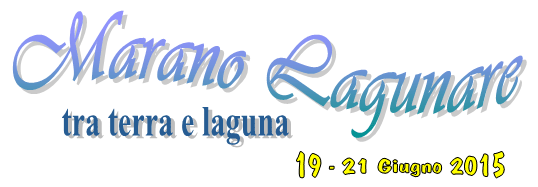 Marano Lagunare
tra terra e laguna
19 - 21 Giugno 2015